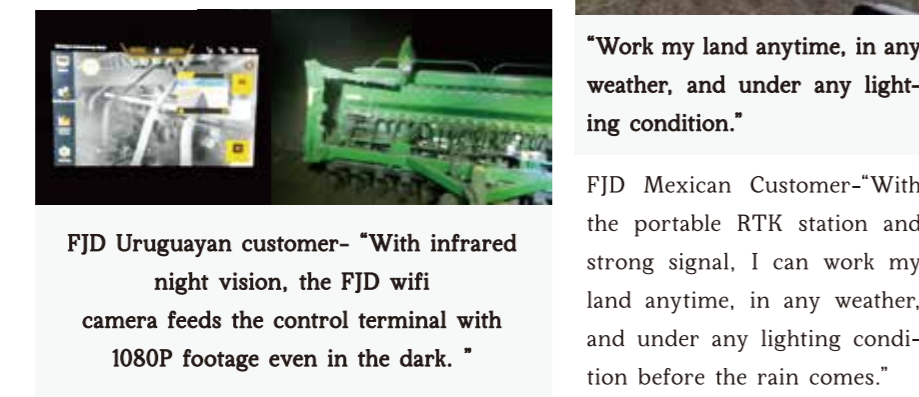 FJD Uruguayan customer- “With infrared
night vision, the FJD wifi
camera feeds the control terminal with
1080P footage even in the dark. ”
“Work my land anytime, in any
weather, and under any light-
ing condition.”
FJD Mexican Customer-“With
the portable RTK station and
strong signal, I can work my
land anytime, in any weather,
and under any lighting condi-
tion before the rain comes.”